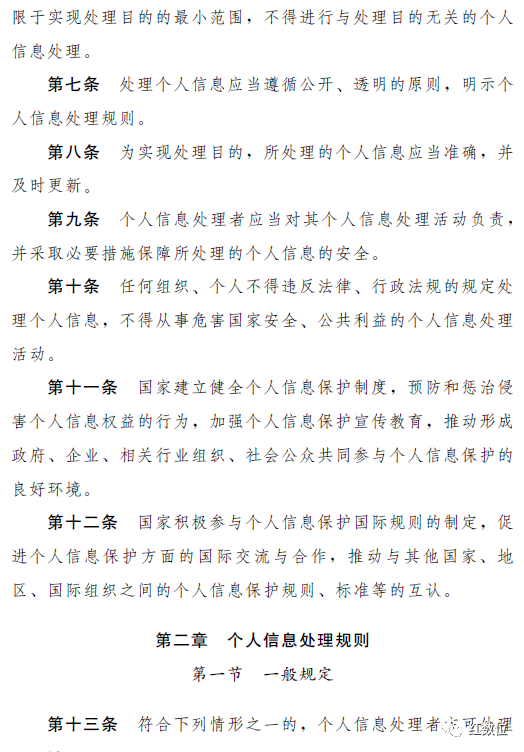 限于实现处理目的的最小范围，不得进行与处理目的无关的个人
信息处理。
第七条　处理个人信息应当遵循公开、透明的原则，明示个
人信息处理规则。
第八条　为实现处理目的，所处理的个人信息应当准确，并
及时更新。
第九条　个人信息处理者应当对其个人信息处理活动负责，
并采取必要措施保障所处理的个人信息的安全。
第十条　任何组织、个人不得违反法律、行政法规的规定处
理个人信息，不得从事危害国家安全、公共利益的个人信息处理
活动。
第十一条　国家建立健全个人信息保护制度，预防和惩治侵
害个人信息权益的行为，加强个人信息保护宣传教育，推动形成
政府、企业、相关行业组织、社会公众共同参与个人信息保护的
良好环境。
第十二条　国家积极参与个人信息保护国际规则的制定，促
进个人信息保护方面的国际交流与合作，推动与其他国家、地
区、国际组织之间的个人信息保护规则、标准等的互认。
第二章　个人信息处理规则
第一节　一般规定
第十三条　符合下列情形之一的，个人信息处理者方可处理